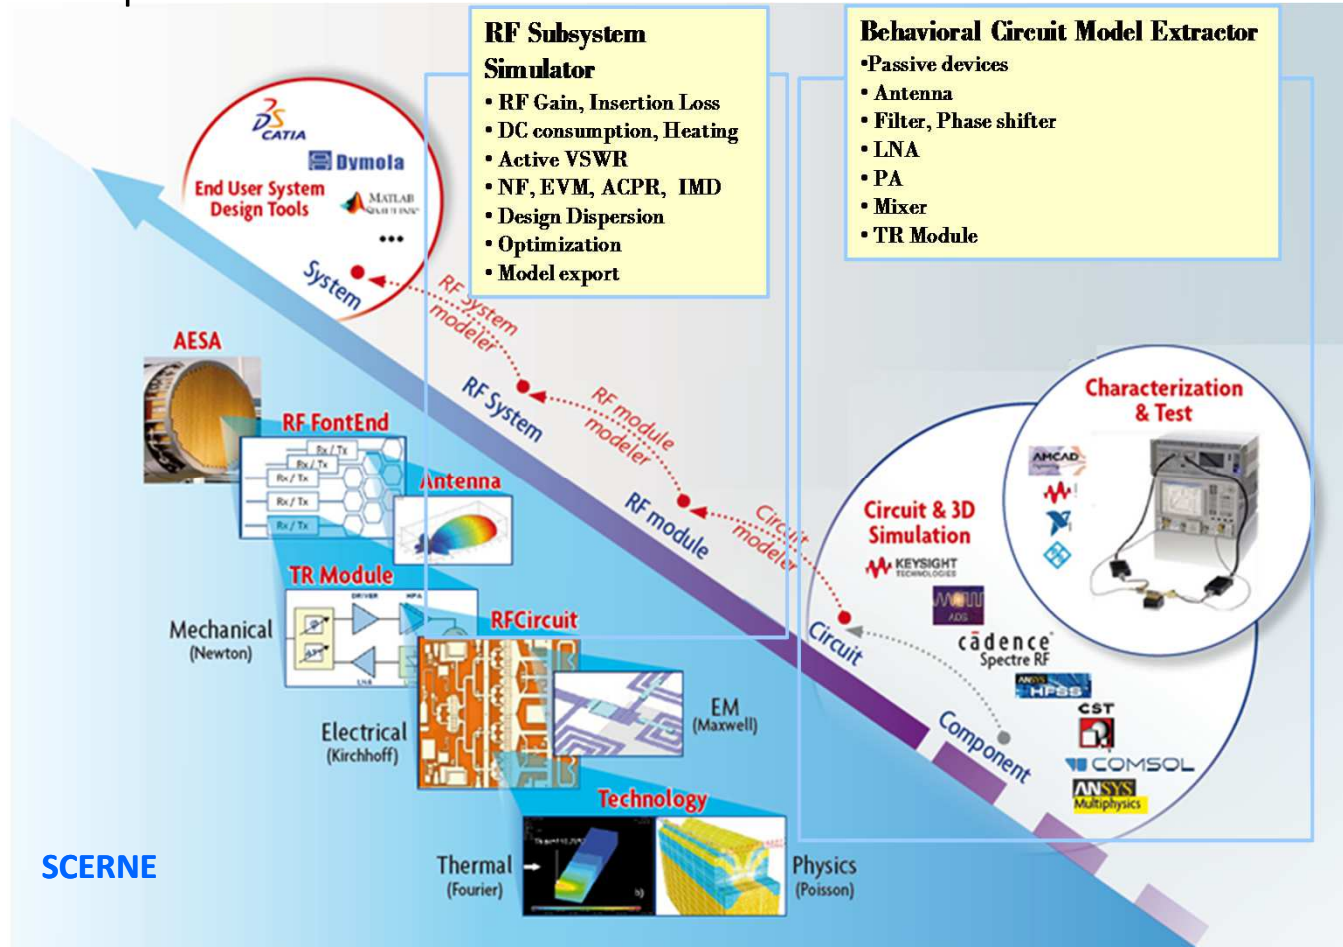 RF Subsystem
Simulator
• RF Gain, Insertion Loss
• DC consumption, Heating
• Active VSWR
• NF, EVM, ACPR, IMD
• Design Dispersion
• Optimization
• Model export
Behavioral Circuit Model Extractor
•Passive devices
• Antenna
• Filter, Phase shifter
• LNA
• PA
• Mixer
• TR Module
DS
CATIA
Dymola
End User System
Design Tools
MATLAB
SIMULINK
•••
System
RF System
modeler
RF System
RF module
modeler
RF module
Circuit
modeler
Circuit
Component
AESA
RF FontEnd
Rx / Tx
Rx / Tx
Rx / Tx
Rx / Tx
Rx / Tx
Antenna
TR Module
DRIVER
HPA
LNA
Mechanical
(Newton)
RFCircuit
Electrical
(Kirchhoff)
EM
(Maxwell)
Technology
Thermal
(Fourier)
Physics
(Poisson)
Characterization
& Test
AMCAD
Circuit & 3D
Simulation
KEYSIGHT
TECHNOLOGIES
cādence
Spectre RF
ANSYS
HFSS
CST
COMSOL
ANSYS
Multiphysics
SCERNE